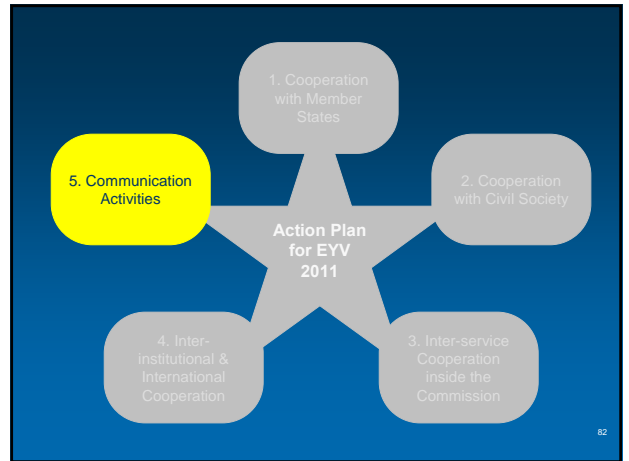 1. Cooperation
with Member
States
5. Communication
Activities
2. Cooperation
with Civil Society
Action Plan
for EYV
2011
4. Inter-
institutional &
International
Cooperation
3. Inter-service
Cooperation
inside the
Commission
82